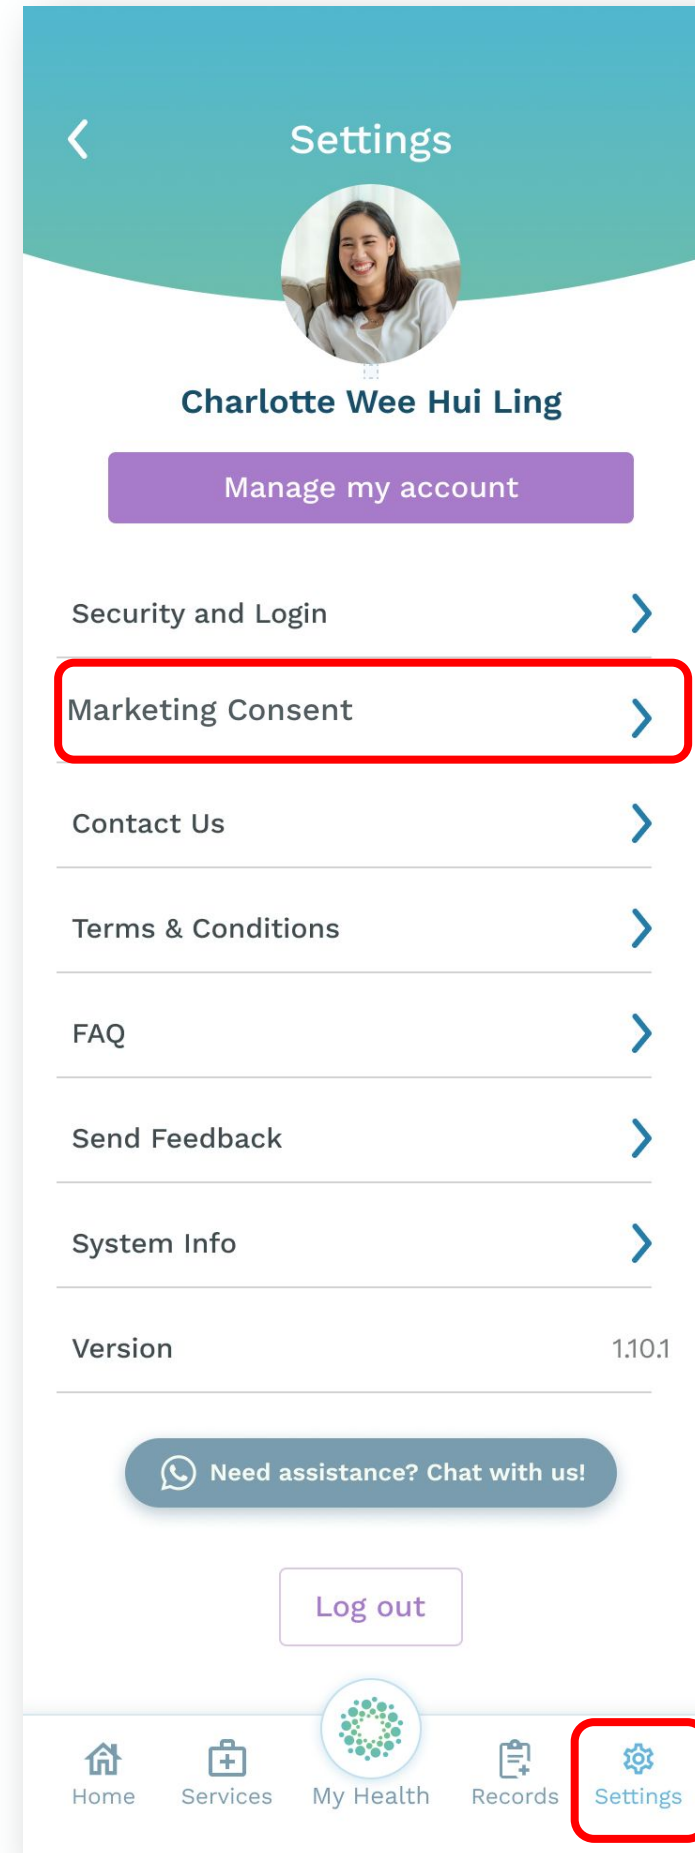 Settings
Charlotte Wee Hui Ling
Manage my account
Security and Login
Marketing Consent
Contact Us
Terms & Conditions
FAQ
Send Feedback
System Info
Version 1.10.1
Need assistance? Chat with us!
Log out
Home Services My Health Records Settings